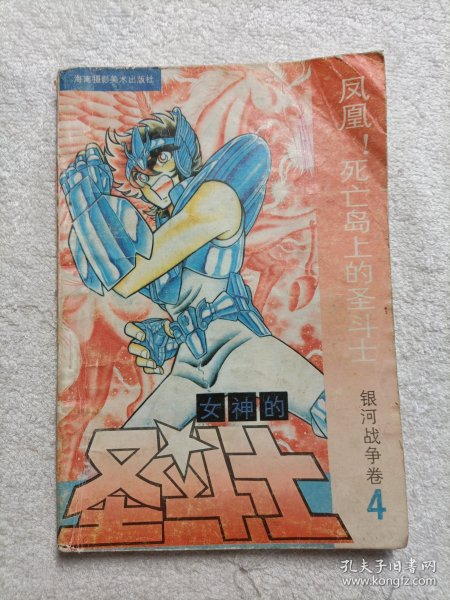 海南摄影美术出版社
凤凰！死亡岛上的圣斗士
银河战争卷
4
女神的
圣斗士
孔夫子旧书网
www.kongfz.com